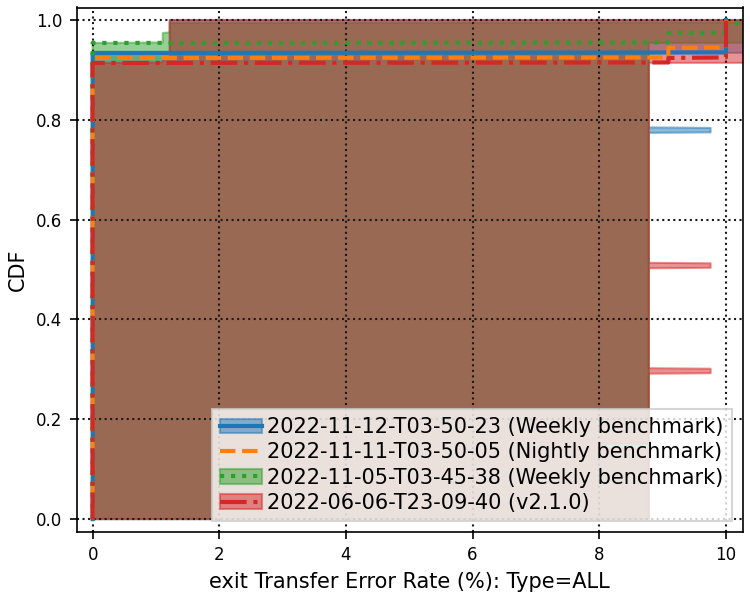 1.0
0.8
0.6
0.4
0.2
0.0
CDF
2022-11-12-T03-50-23 (Weekly benchmark)
2022-11-11-T03-50-05 (Nightly benchmark)
2022-11-05-T03-45-38 (Weekly benchmark)
2022-06-06-T23-09-40 (v2.1.0)
0 2 4 6 8 10
exit Transfer Error Rate (%): Type=ALL